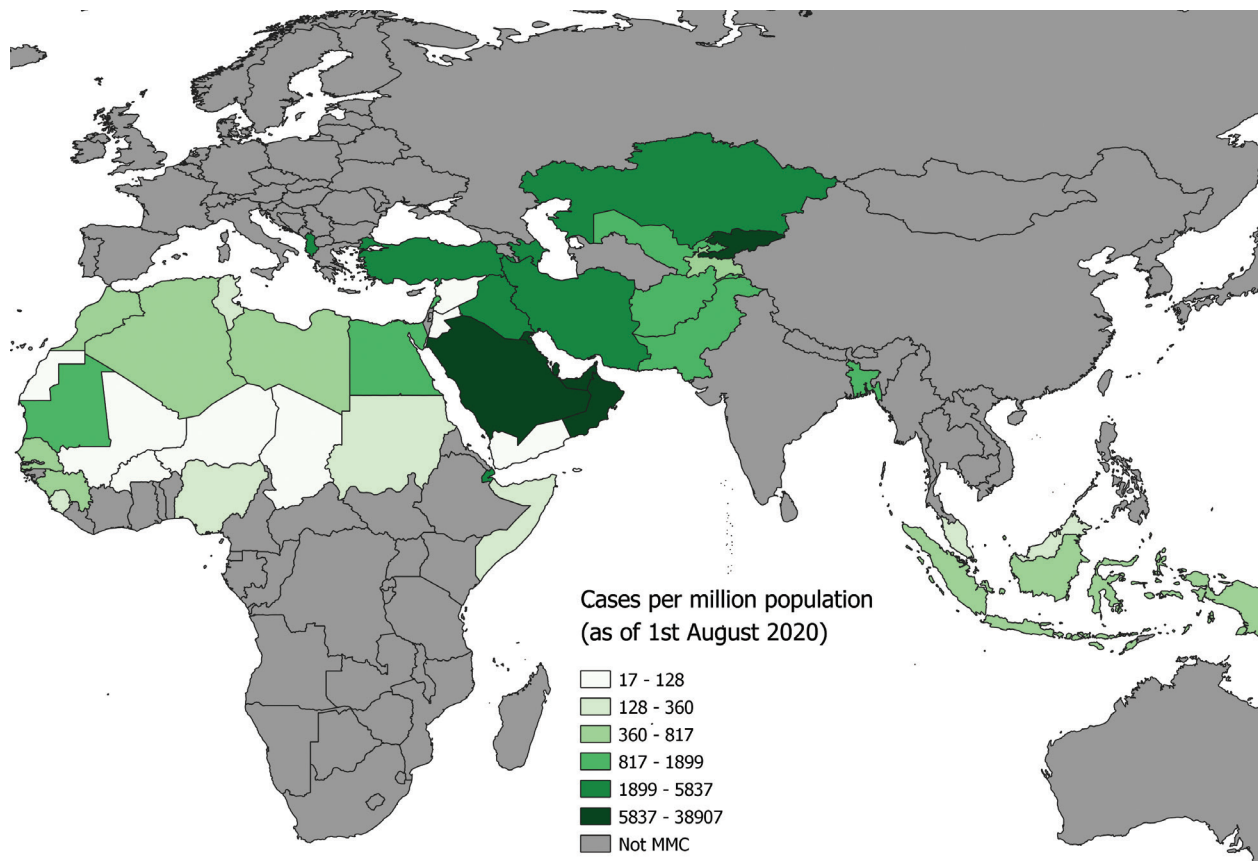 Cases per million population
(as of 1st August 2020)
17 - 128
128 - 360
360 - 817
817 - 1899
1899 - 5837
5837 - 38907
Not MMC